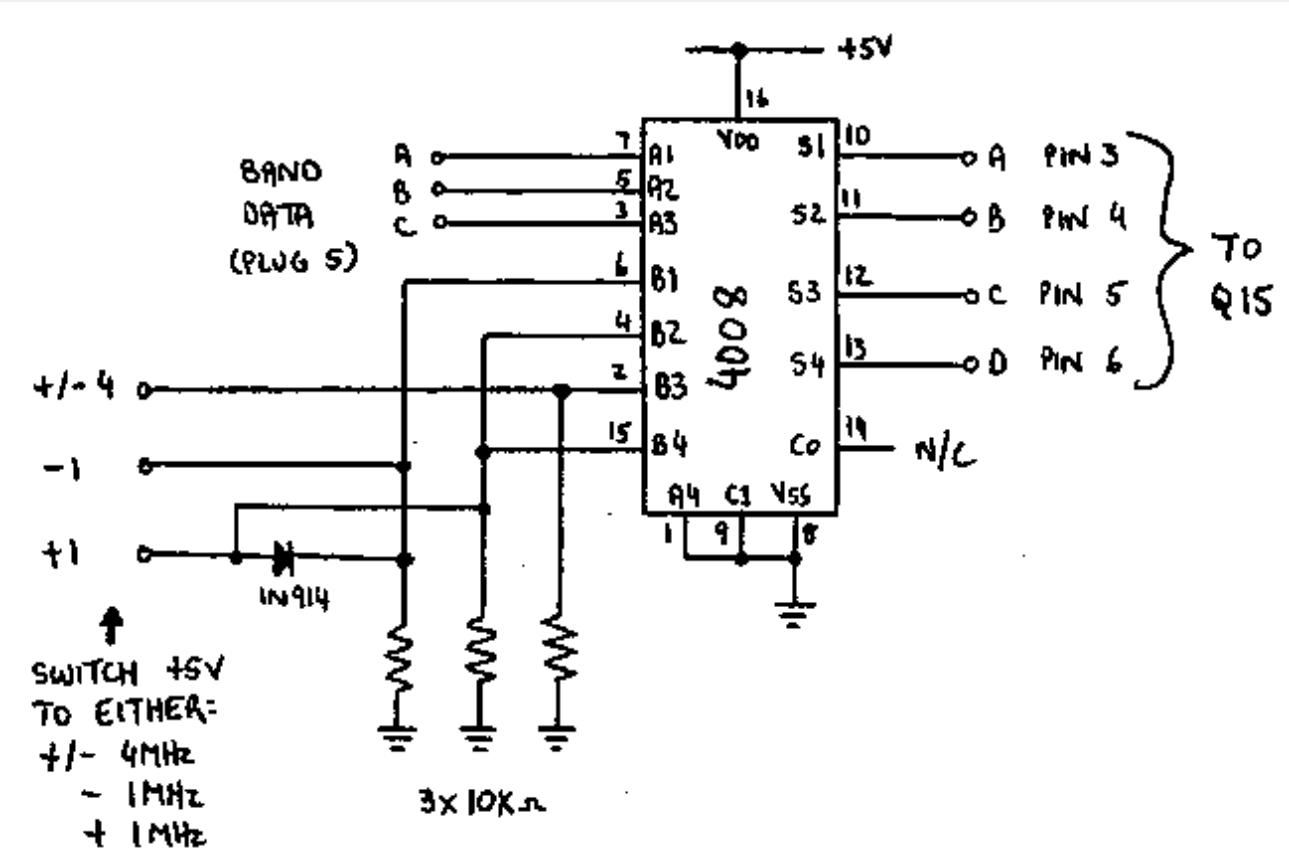 +5V
16
VDD
BAND
DATA
(PLUG 5)
A 7 A1
B 5 A2
C 3 A3
6 B1
4 B2
+/- 4 2 B3
15 B4
-1
+1
1N914
4008
S1 10 A PIN 3
S2 11 B PIN 4
S3 12 C PIN 5
S4 13 D PIN 6
TO
Q15
CO 14 N/C
A4 C1 VSS
1 9 8
SWITCH +5V
TO EITHER:
+/- 4MHz
- 1MHz
+ 1MHz
3x10KΩ